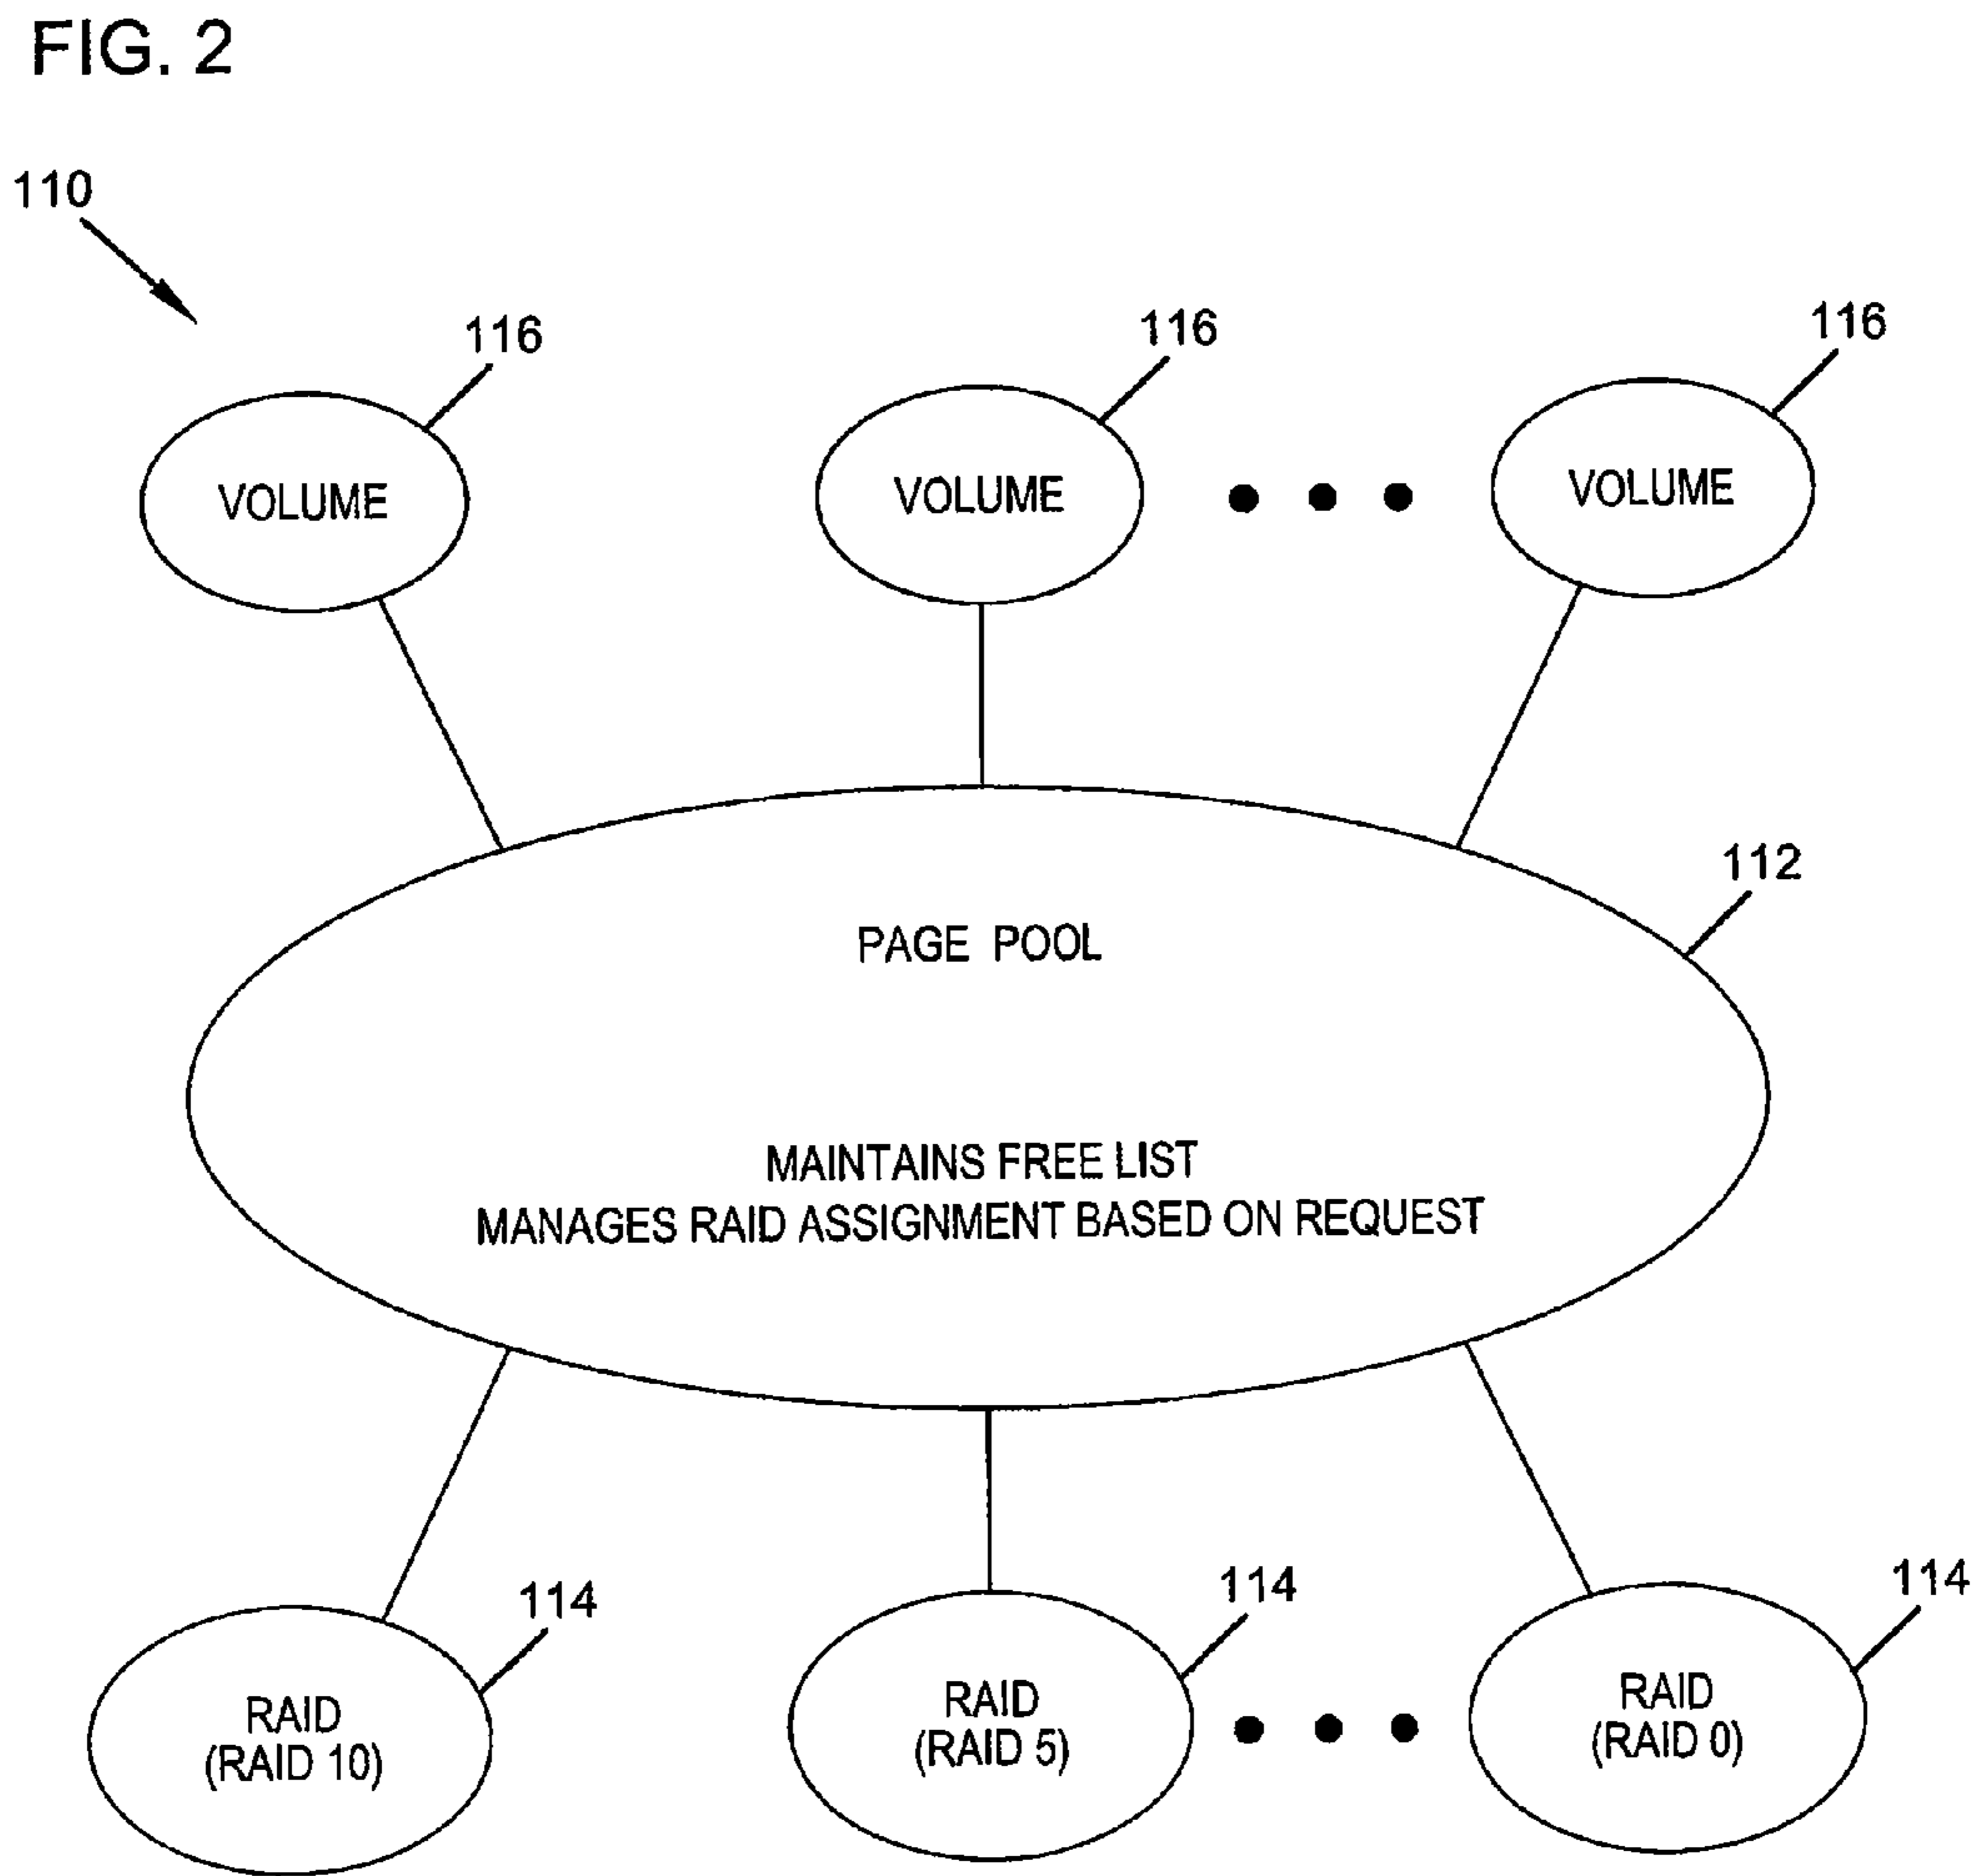 FIG. 2
110
116
116
116
VOLUME
VOLUME
VOLUME
112
PAGE POOL
MAINTAINS FREE LIST
MANAGES RAID ASSIGNMENT BASED ON REQUEST
114
114
114
RAID
(RAID 10)
RAID
(RAID 5)
RAID
(RAID 0)